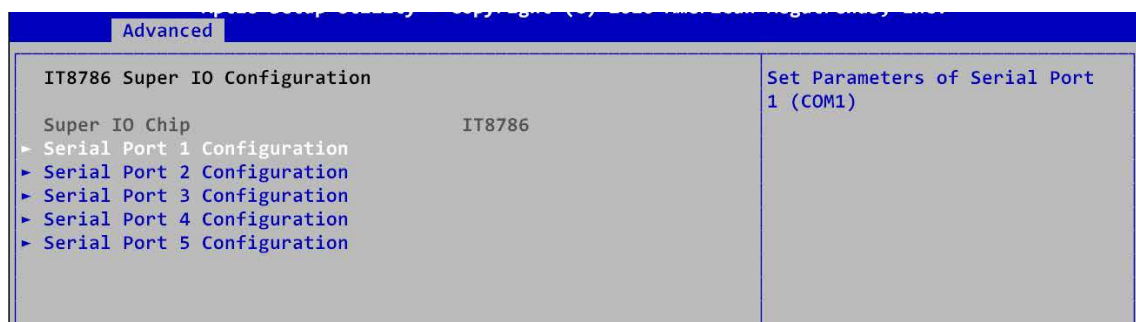 Advanced
IT8786 Super IO Configuration
Super IO Chip IT8786
► Serial Port 1 Configuration
► Serial Port 2 Configuration
► Serial Port 3 Configuration
► Serial Port 4 Configuration
► Serial Port 5 Configuration
Set Parameters of Serial Port
1 (COM1)